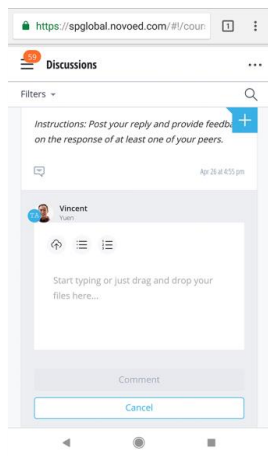 https://spglobal.novoed.com/#!/cour
1
59
Discussions
Filters
Instructions: Post your reply and provide feedba
on the response of at least one of your peers.
Apr 26 at 4:55 pm
TA
Vincent
Yuen
Start typing or just drag and drop your
files here...
Comment
Cancel